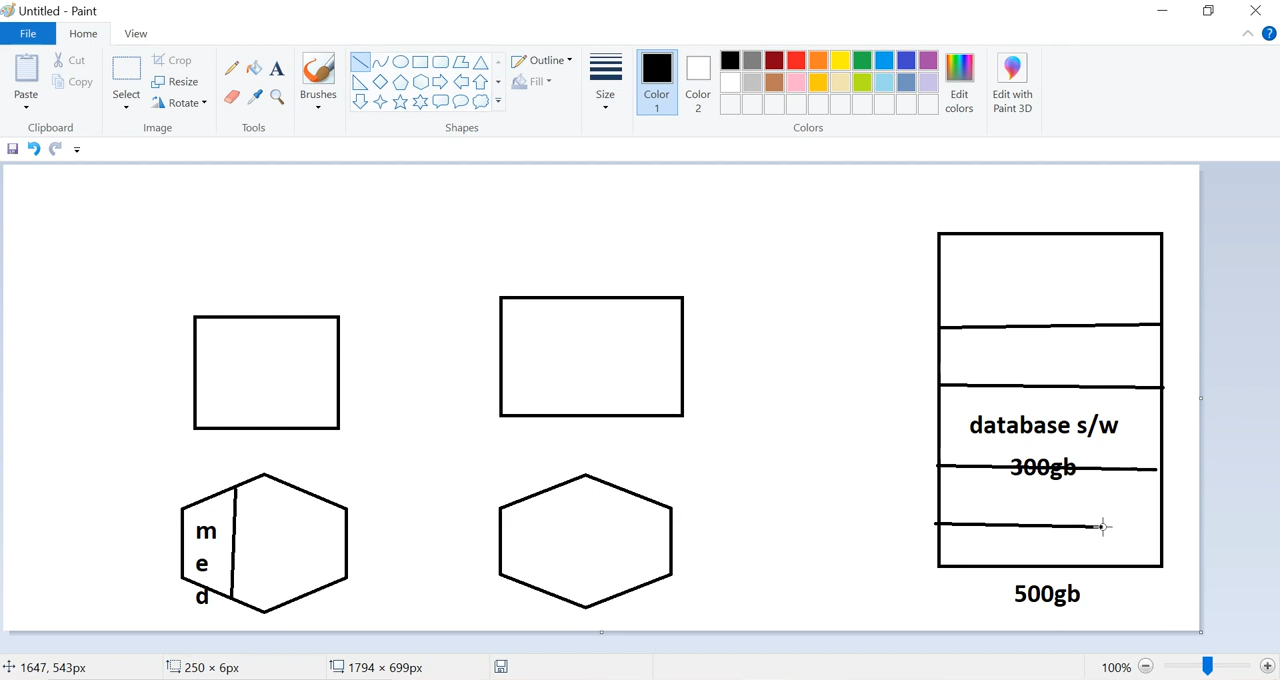 Untitled - Paint
File Home View
Paste
Cut
Copy
Clipboard
Select
Crop
Resize
Rotate
Image
A
Tools
Brushes
Outline
Fill
Shapes
Size
Color 1
Color 2
Edit colors
Colors
Edit with Paint 3D
database s/w
300gb
500gb
m
e
d
1647, 543px
250 × 6px
1794 × 699px
100%